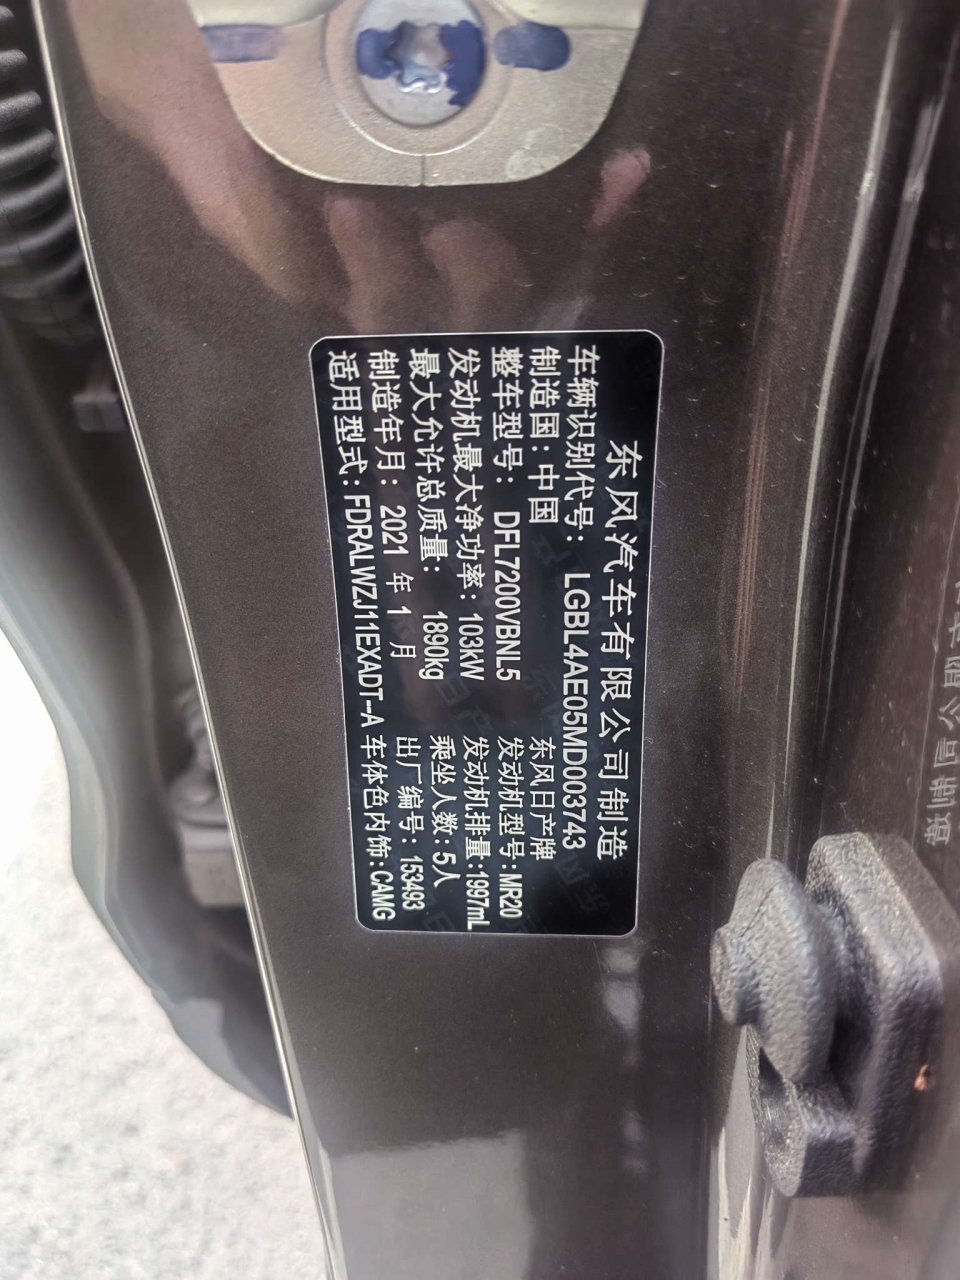 东风汽车有限公司制造
车辆识别代号: LGBL4AE05MD003743
制造国:中国 东风日产牌
整车型号: DFL7200VBNL5 发动机型号:MR20
发动机最大净功率:103kW 发动机排量:1997mL
最大允许总质量: 1890kg 乘坐人数:5人
制造年月: 2021 年 1 月 出厂编号: 153493
适用型式:FDRALWZJ11EXADT--A 车体色内饰:CAMG